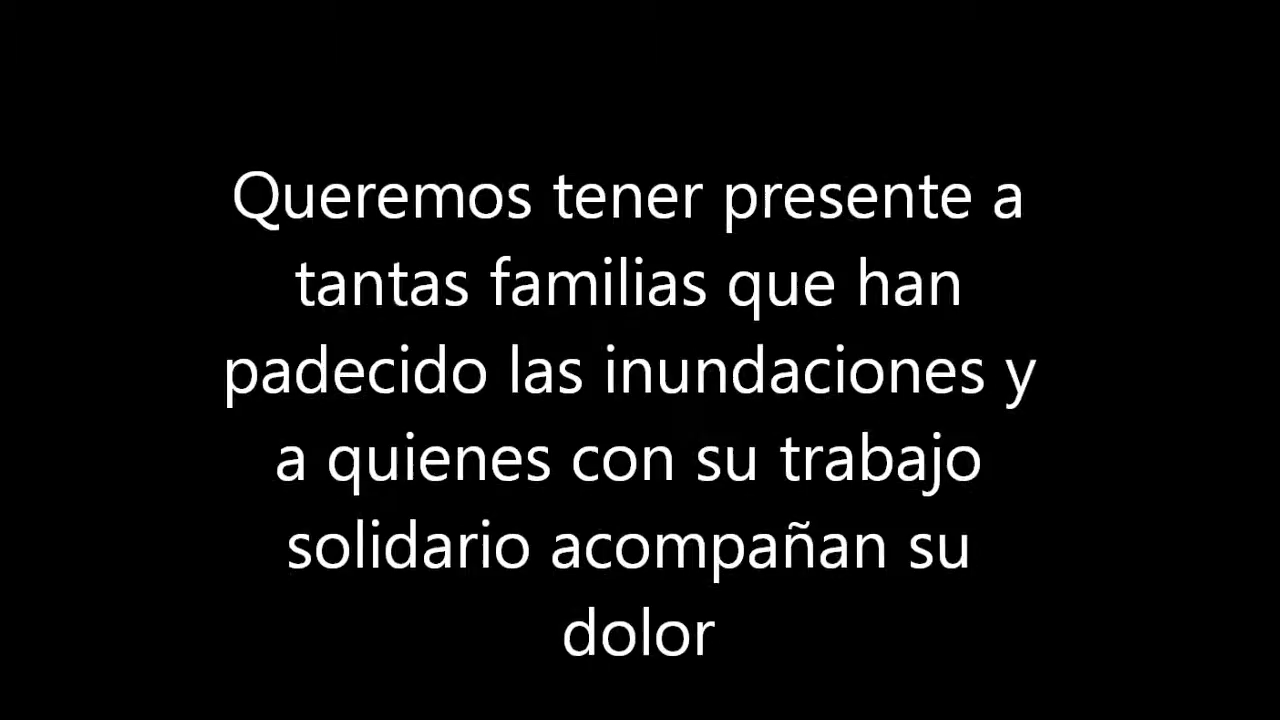 Queremos tener presente a
tantas familias que han
padecido las inundaciones y
a quienes con su trabajo
solidario acompañan su
dolor